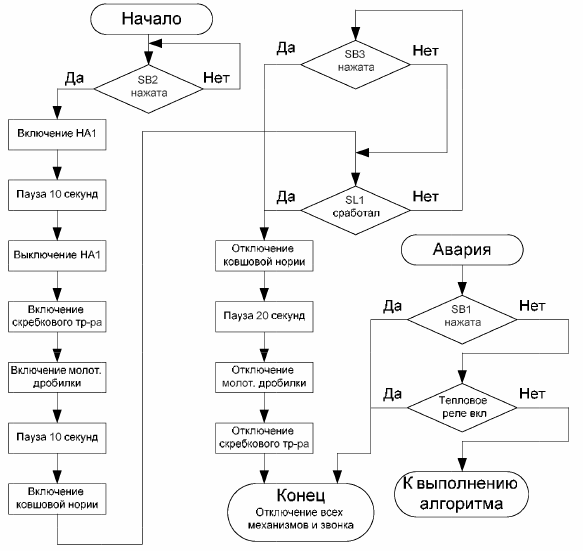 Начало
Да
SB2
нажата
Нет
Включение НА1
Пауза 10 секунд
Выключение НА1
Включение
скребкового тр-ра
Включение молот.
дробилки
Пауза 10 секунд
Включение
ковшовой нории
Да
SB3
нажата
Нет
Да
SL1
сработал
Нет
Отключение
ковшовой нории
Пауза 20 секунд
Отключение
молот. дробилки
Отключение
скребкового тр-ра
Конец
Отключение всех
механизмов и звонка
Авария
Да
SB1
нажата
Нет
Да
Тепловое
реле вкл
Нет
К выполнению
алгоритма